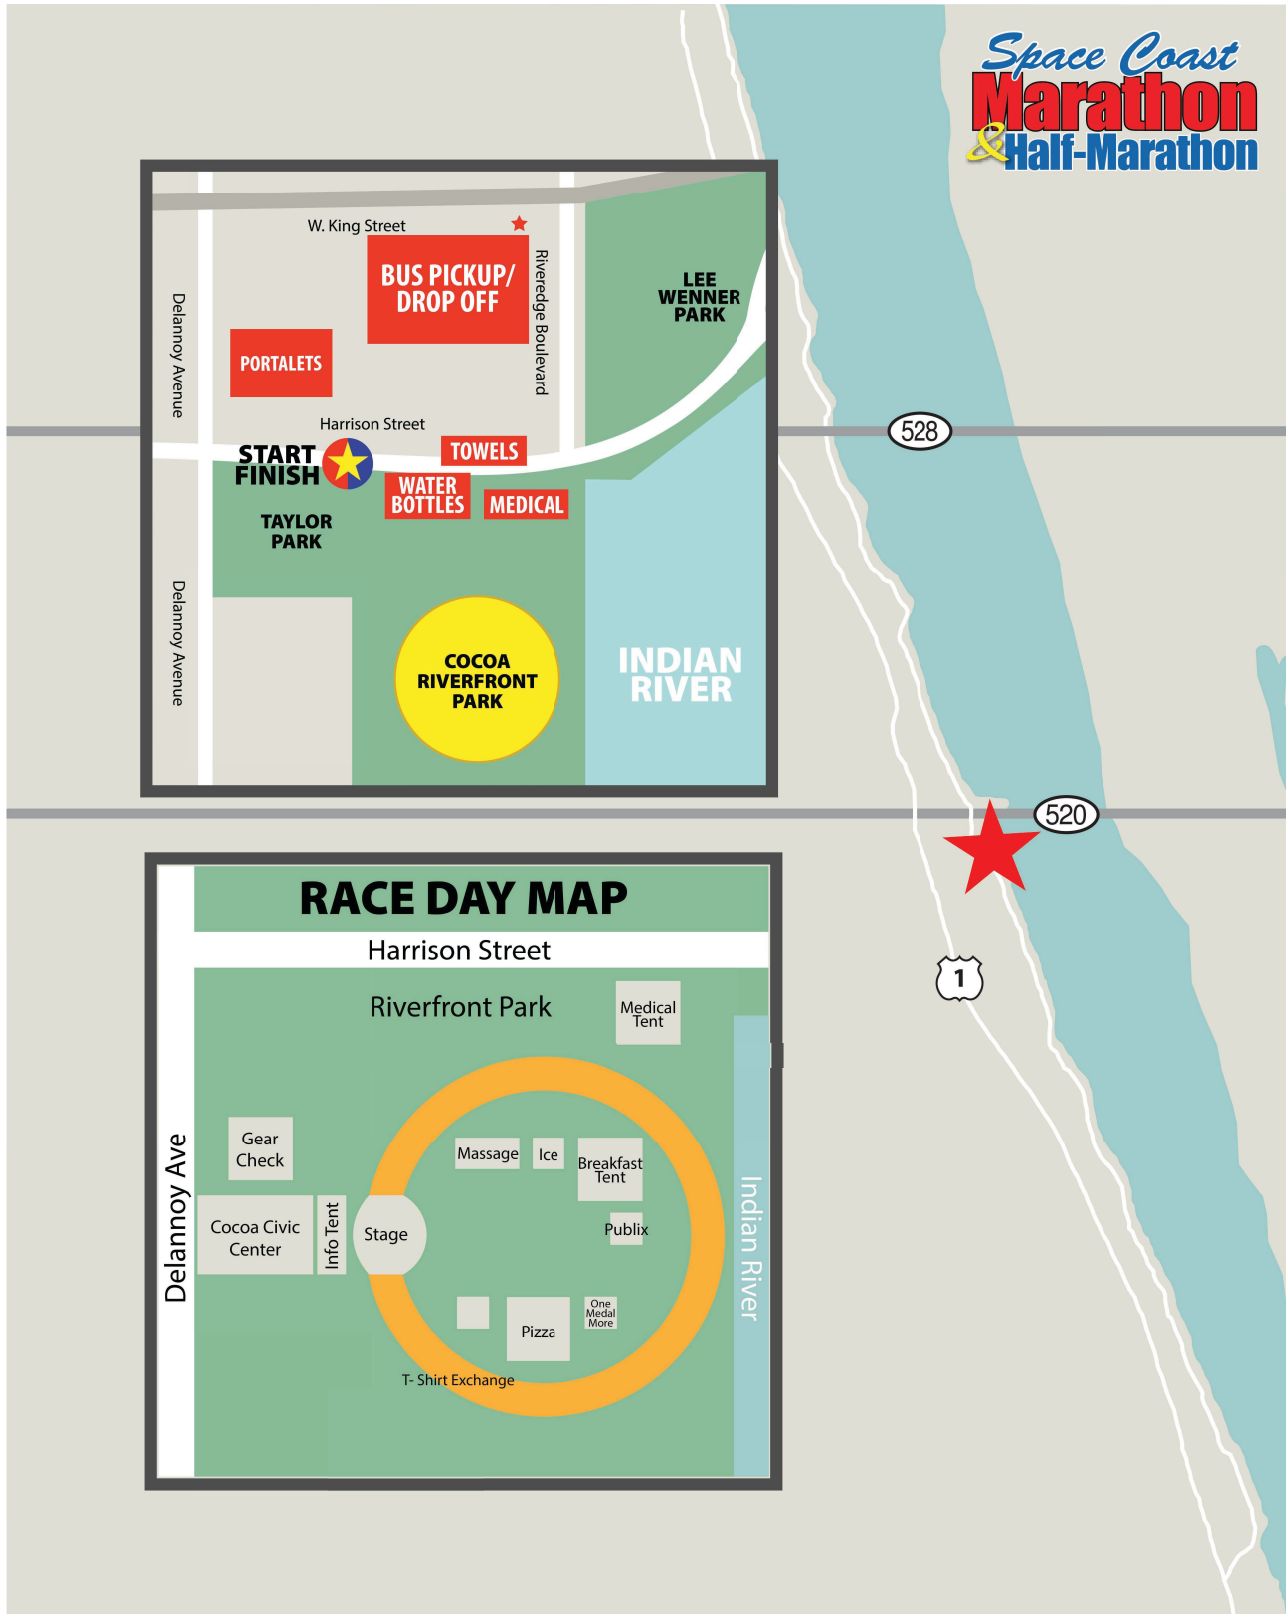 Space Coast
Marathon
& Half-Marathon
W. King Street
BUS PICKUP/
DROP OFF
Riveredge Boulevard
LEE
WENNER
PARK
Delannoy Avenue
PORTALETS
Harrison Street
START
FINISH
TOWELS
WATER
BOTTLES
MEDICAL
TAYLOR
PARK
Delannoy Avenue
COCOA
RIVERFRONT
PARK
INDIAN
RIVER
528
520
1
RACE DAY MAP
Harrison Street
Riverfront Park
Medical
Tent
Delannoy Ave
Gear
Check
Massage
Ice
Breakfast
Tent
Cocoa Civic
Center
Info Tent
Stage
Publix
Indian River
Pizza
One
Medal
More
T- Shirt Exchange